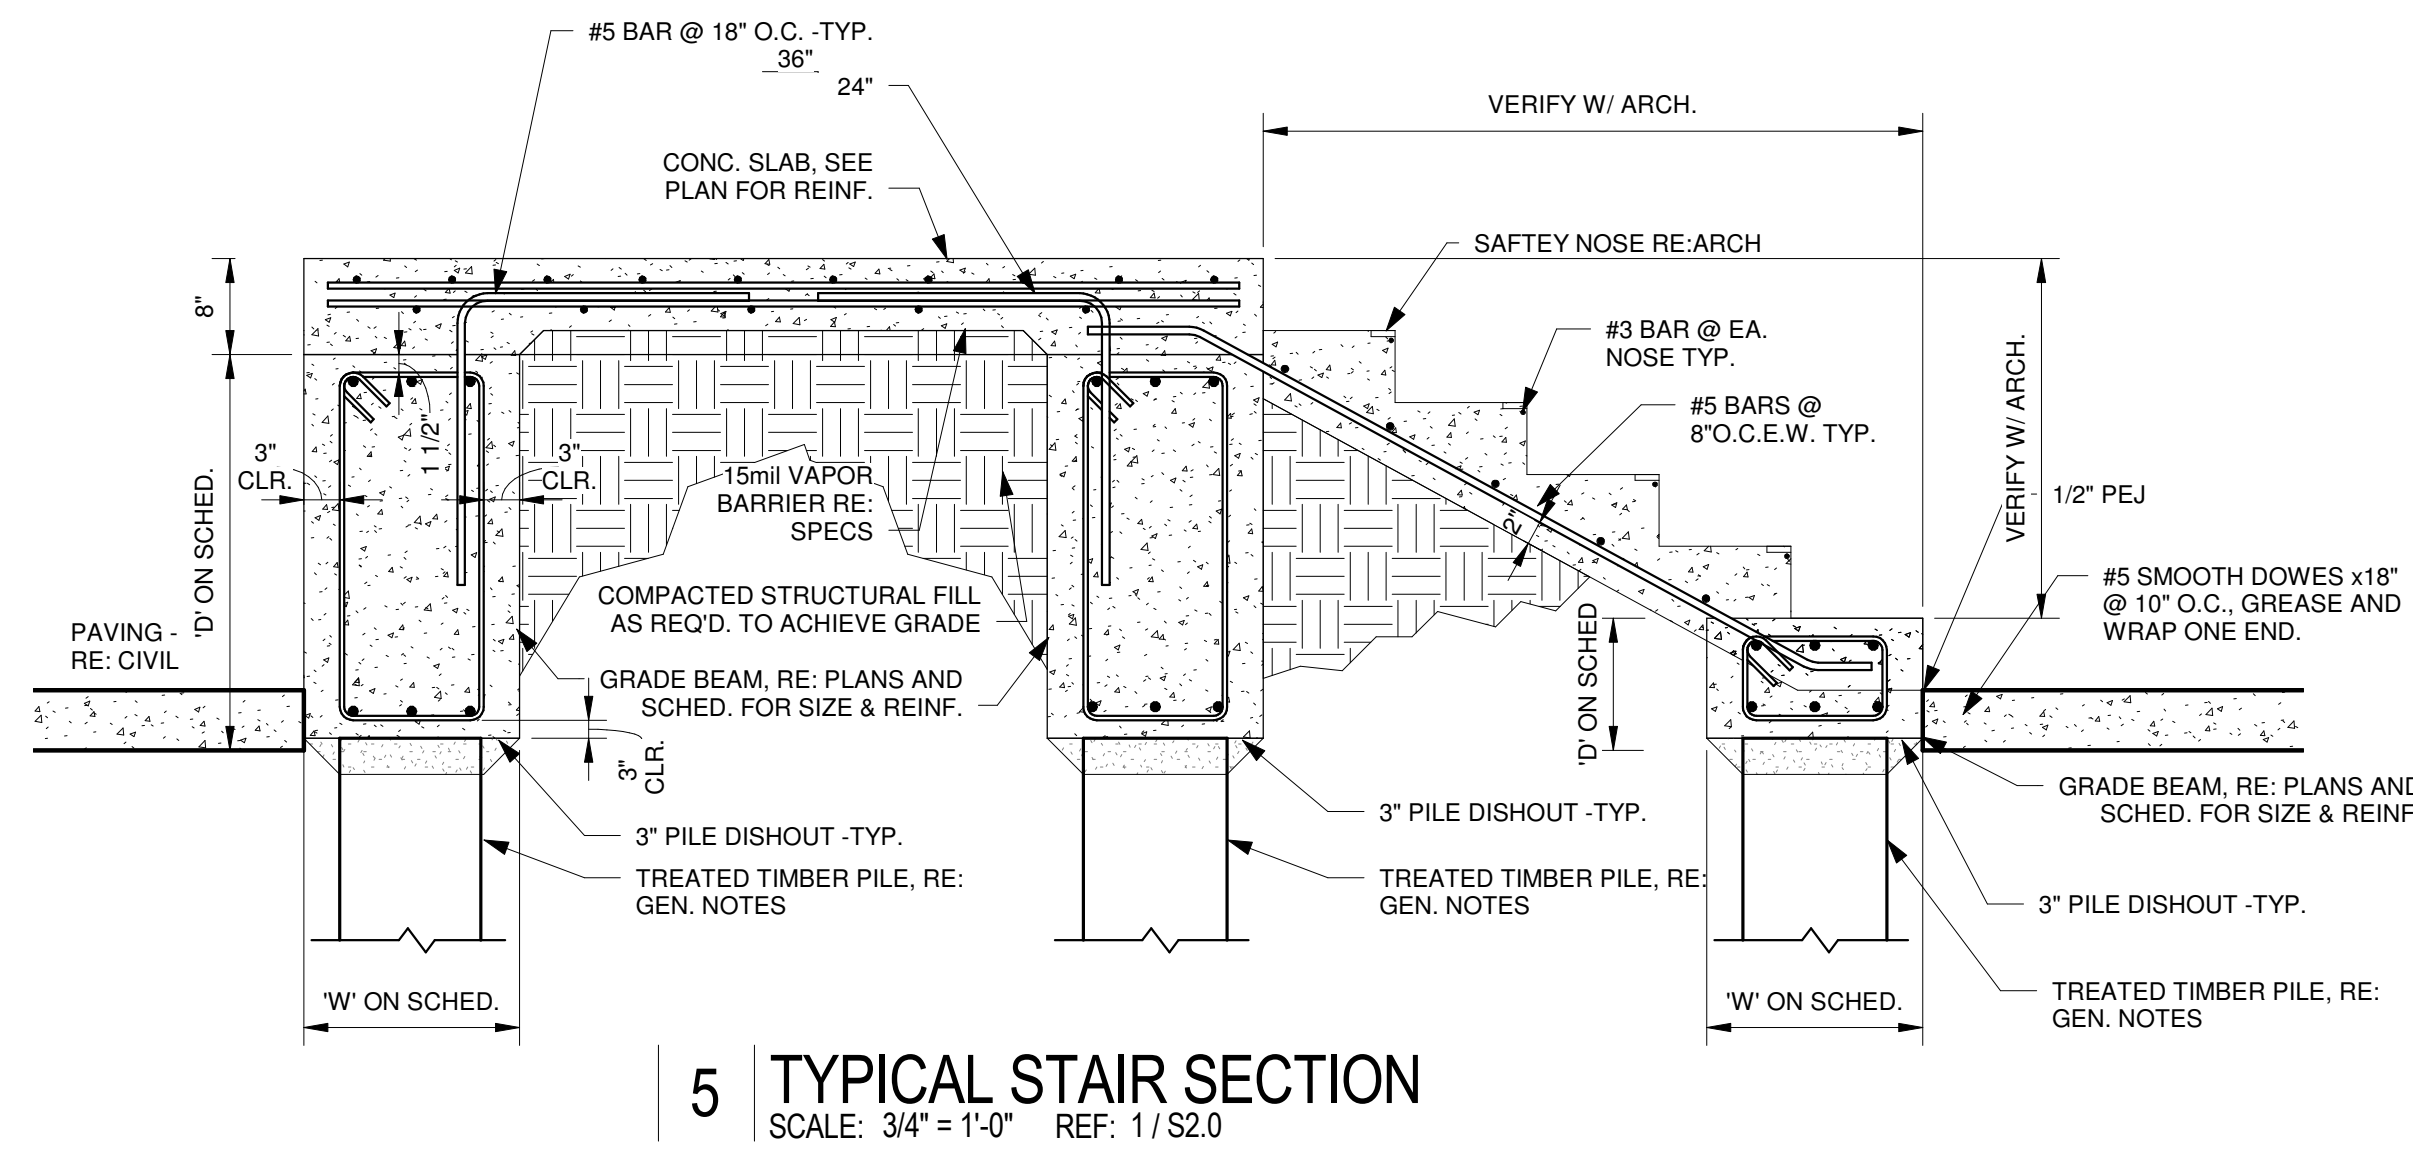 #5 BAR @ 18" O.C. -TYP.
36"
24"
VERIFY W/ ARCH.
CONC. SLAB, SEE
PLAN FOR REINF.
SAFTEY NOSE RE:ARCH
8"
#3 BAR @ EA.
NOSE TYP.
VERIFY W/ ARCH.
#5 BARS @
8"O.C.E.W. TYP.
1 1/2"
3"
CLR.
3"
CLR.
'D' ON SCHED.
15mil VAPOR
BARRIER RE:
SPECS
2"
1/2" PEJ
COMPACTED STRUCTURAL FILL
AS REQ'D. TO ACHIEVE GRADE
#5 SMOOTH DOWES x18"
@ 10" O.C., GREASE AND
WRAP ONE END.
PAVING -
RE: CIVIL
'D' ON SCHED
GRADE BEAM, RE: PLANS AND
SCHED. FOR SIZE & REINF.
3"
CLR.
GRADE BEAM, RE: PLANS AND
SCHED. FOR SIZE & REINF
3" PILE DISHOUT -TYP.
3" PILE DISHOUT -TYP.
TREATED TIMBER PILE, RE:
GEN. NOTES
TREATED TIMBER PILE, RE:
GEN. NOTES
3" PILE DISHOUT -TYP.
'W' ON SCHED.
'W' ON SCHED.
TREATED TIMBER PILE, RE:
GEN. NOTES
5
TYPICAL STAIR SECTION
SCALE: 3/4" = 1'-0" REF: 1 / S2.0